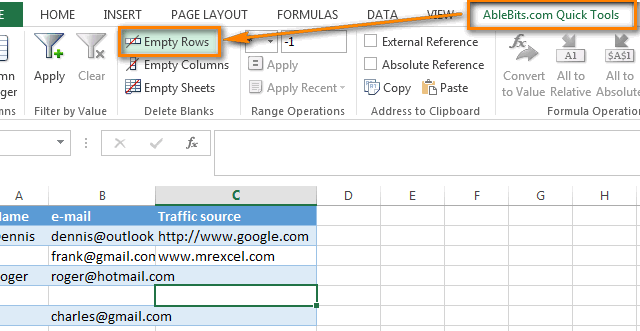 HOME INSERT PAGE LAYOUT FORMULAS DATA AbleBits.com Quick Tools
Empty Rows -1 External Reference
Apply Clear Empty Columns Apply Absolute Reference Convert All to All to
Empty Sheets Apply Recent Copy Paste to Value Relative Absolute
Filter by Value Delete Blanks Range Operations Address to Clipboard Formula Operation
fx
A B C D E F G H
e-mail Traffic source
dennis@outlook http://www.google.com
frank@gmail.com www.mrexcel.com
roger@hotmail.com
charles@gmail.com